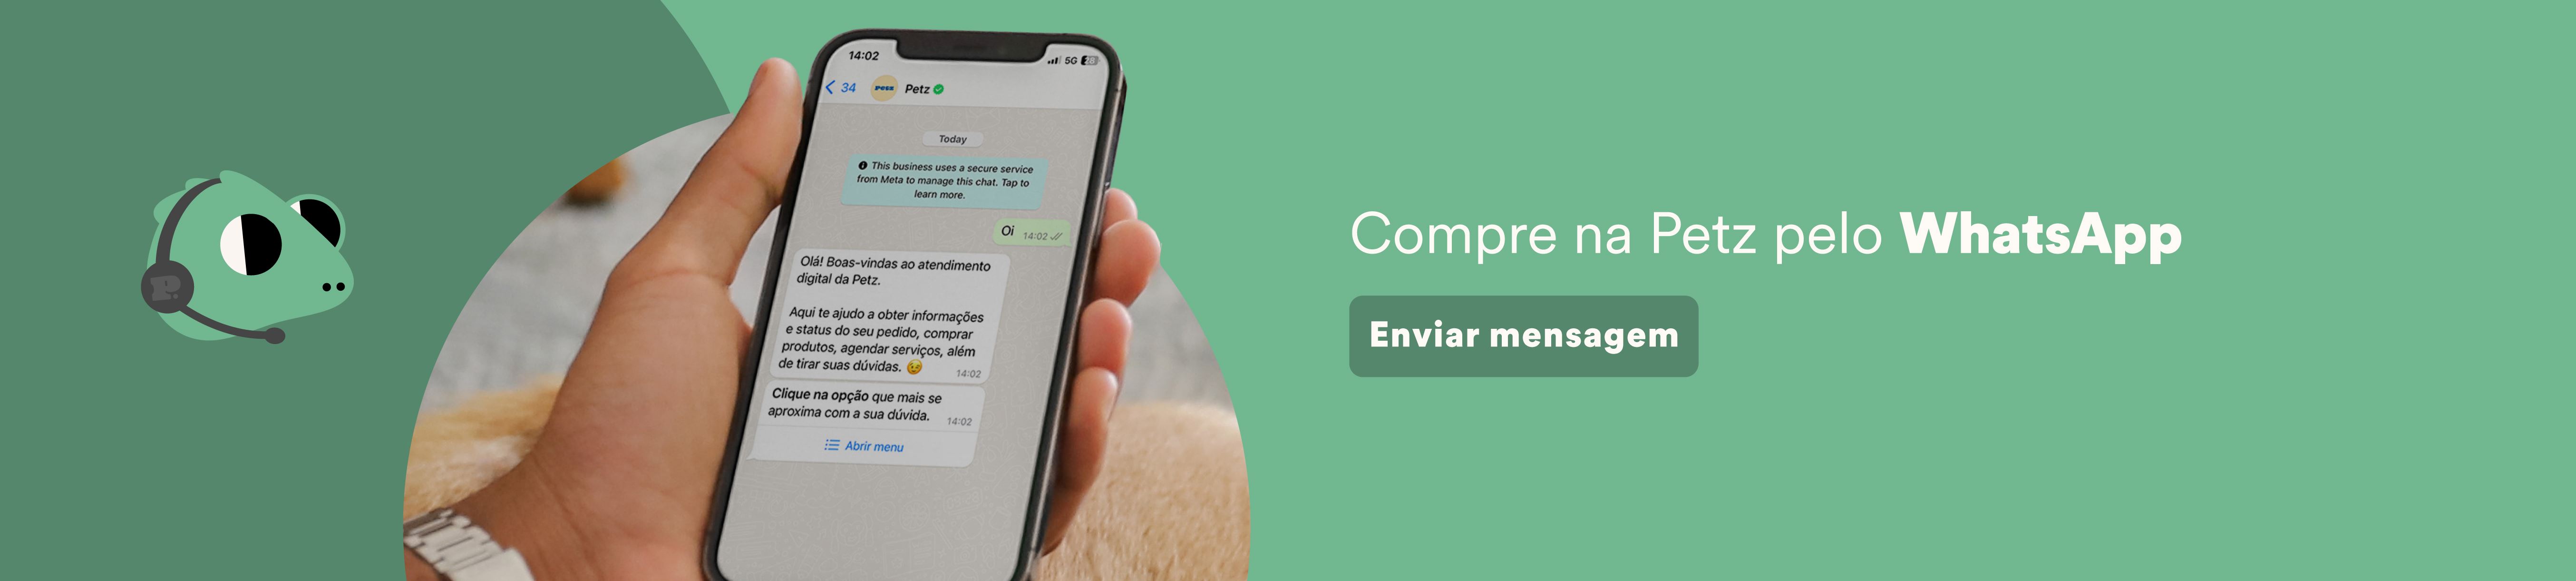 14:02
5G 28
34
Petz
Petz
Today
This business uses a secure service
from Meta to manage this chat. Tap to
learn more.
Oi 14:02
Olá! Boas-vindas ao atendimento
digital da Petz.
Aqui te ajudo a obter informações
e status do seu pedido, comprar
produtos, agendar serviços, além
de tirar suas dúvidas. 😉 14:02
Clique na opção que mais se
aproxima com a sua dúvida. 14:02
Abrir menu
P.
Compre na Petz pelo WhatsApp
Enviar mensagem